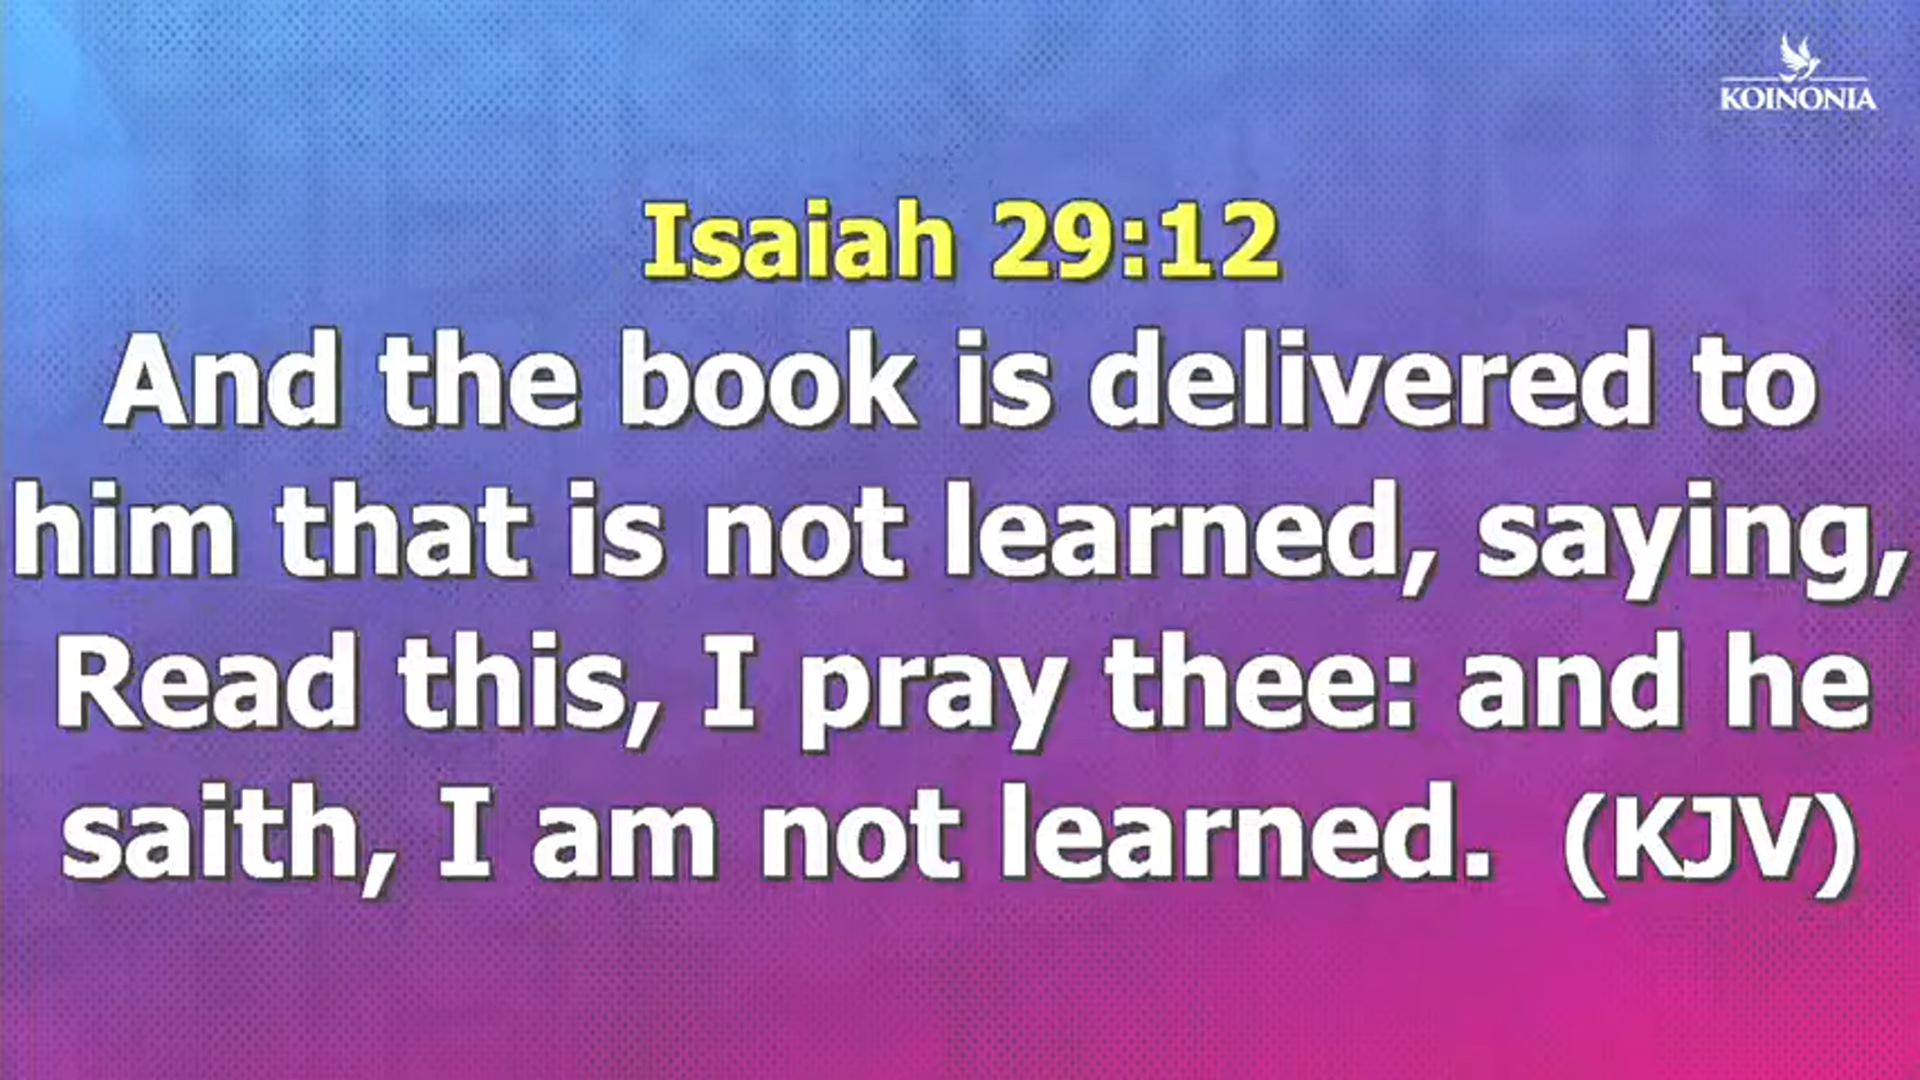 KOINONIA
Isaiah 29:12
And the book is delivered to
him that is not learned, saying,
Read this, I pray thee: and he
saith, I am not learned. (KJV)